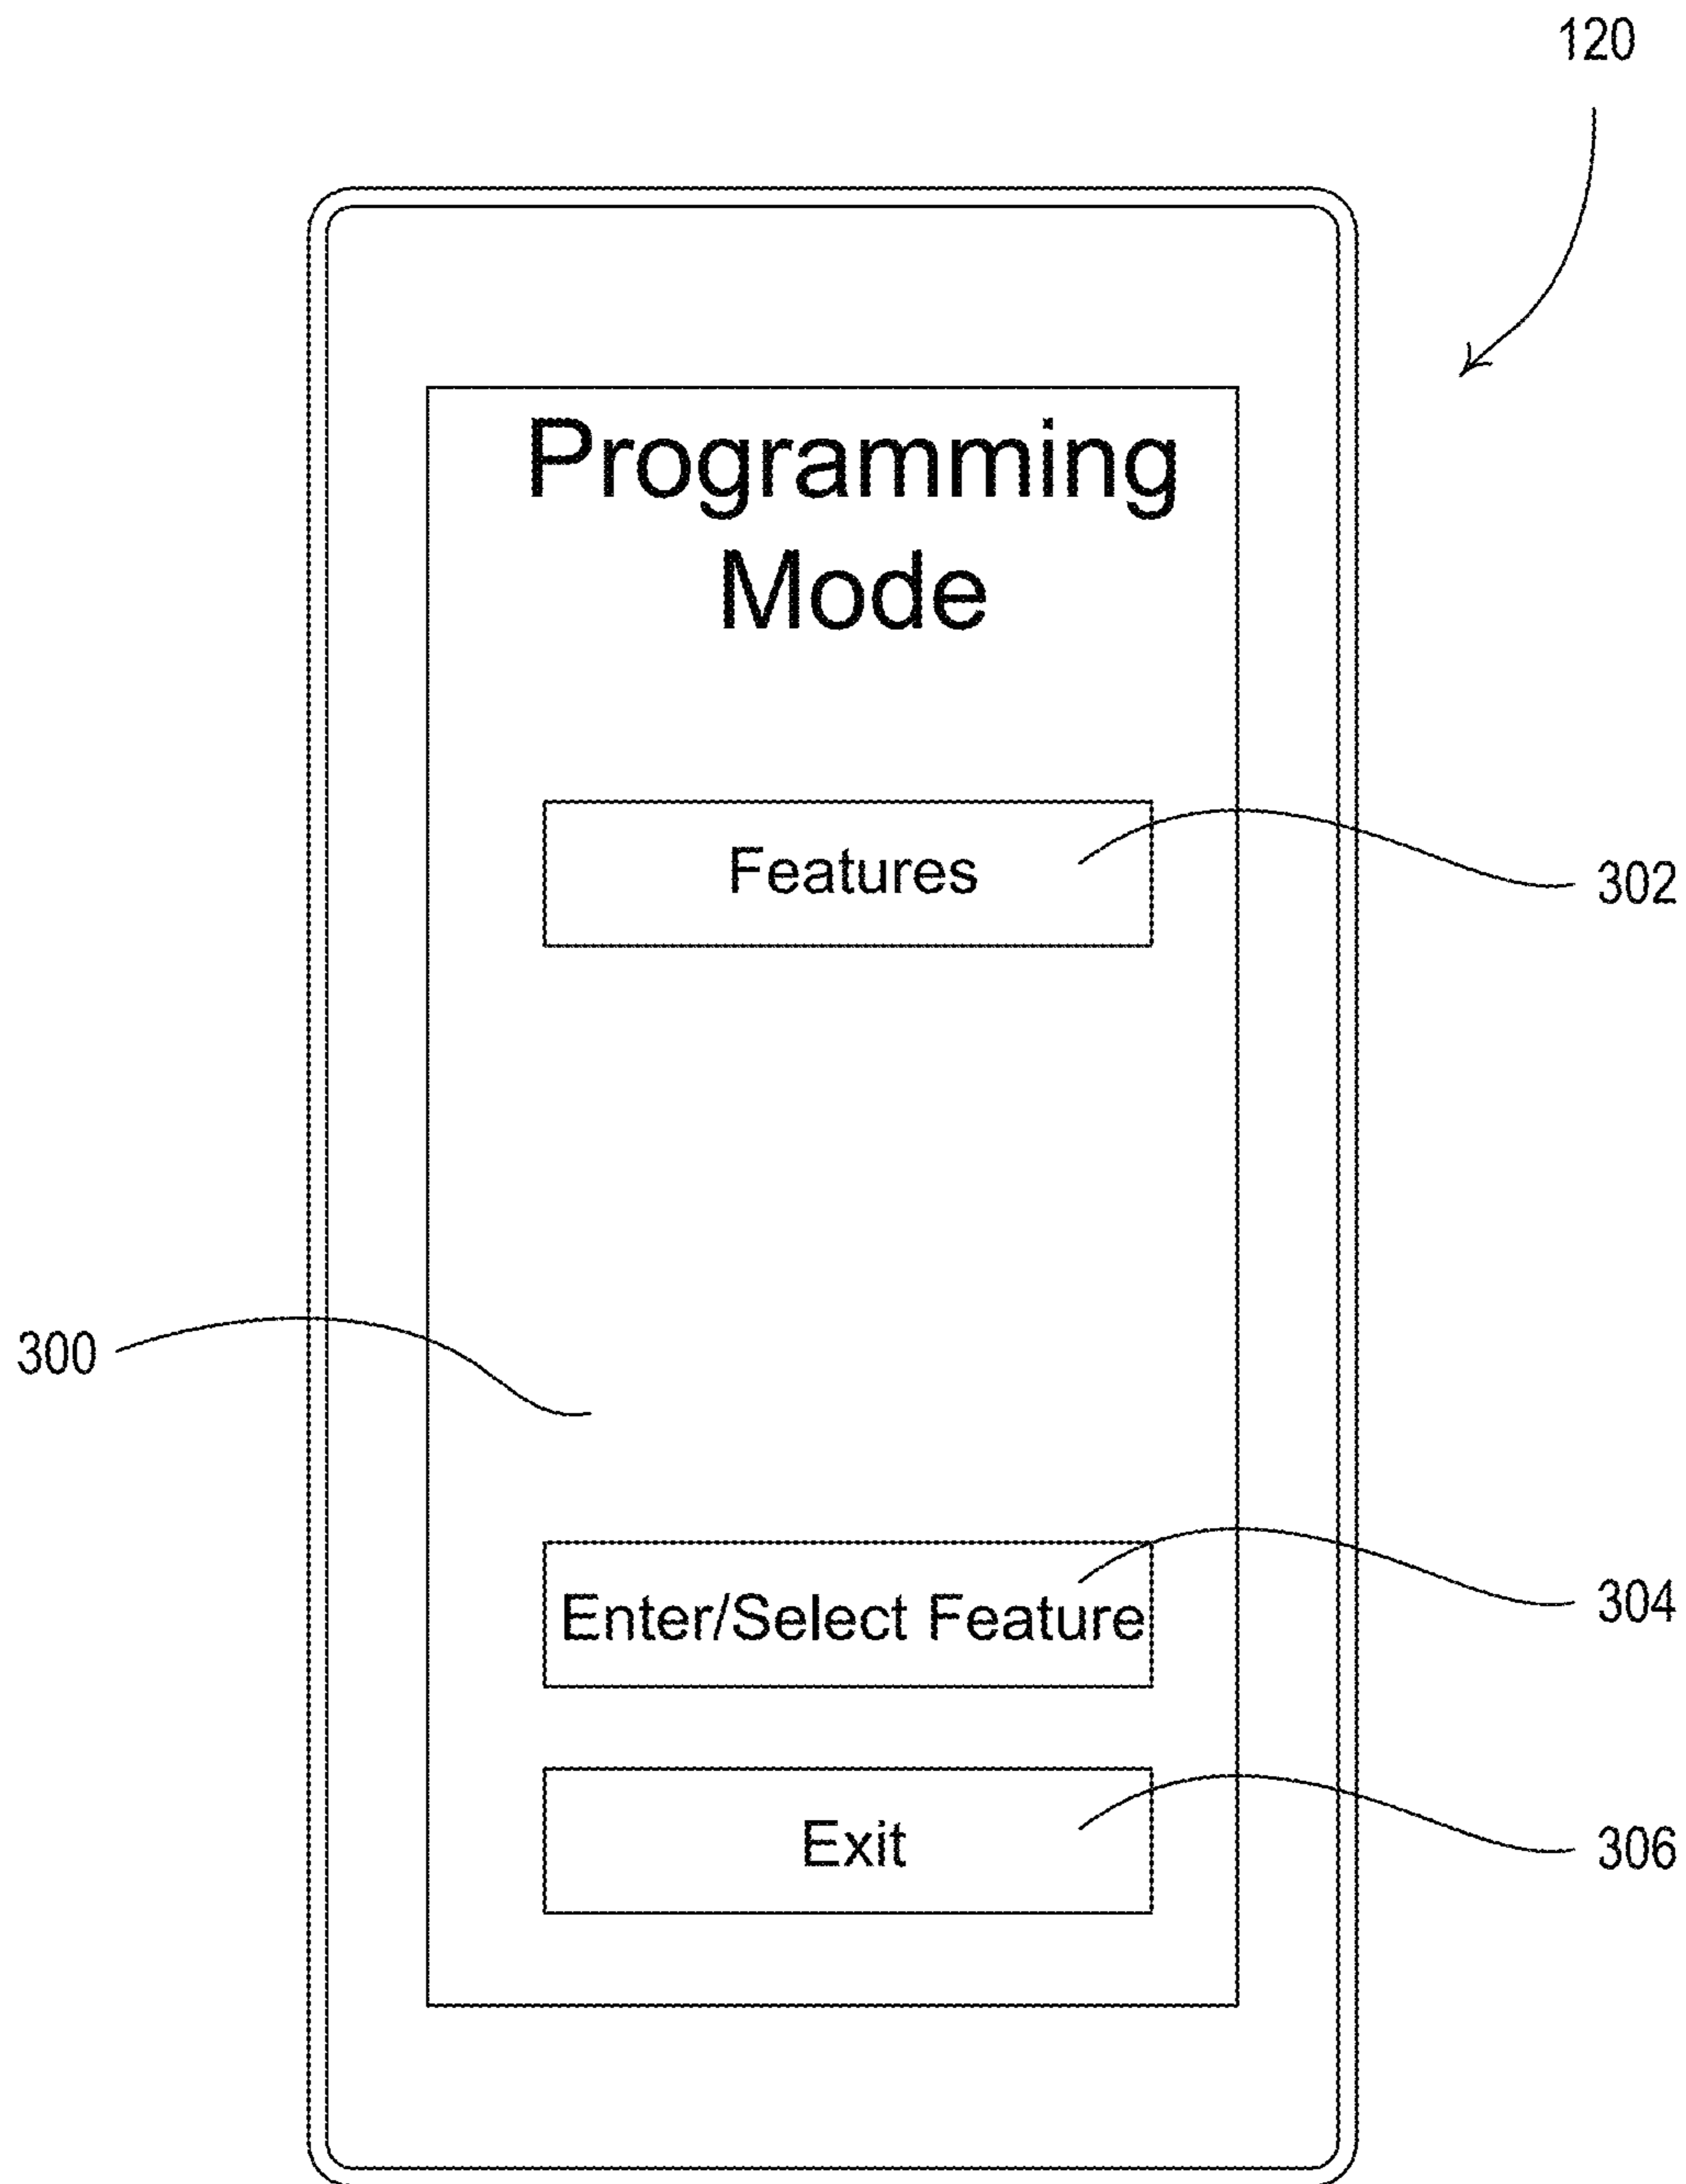 120
Programming
Mode
Features
302
300
Enter/Select Feature
304
Exit
306